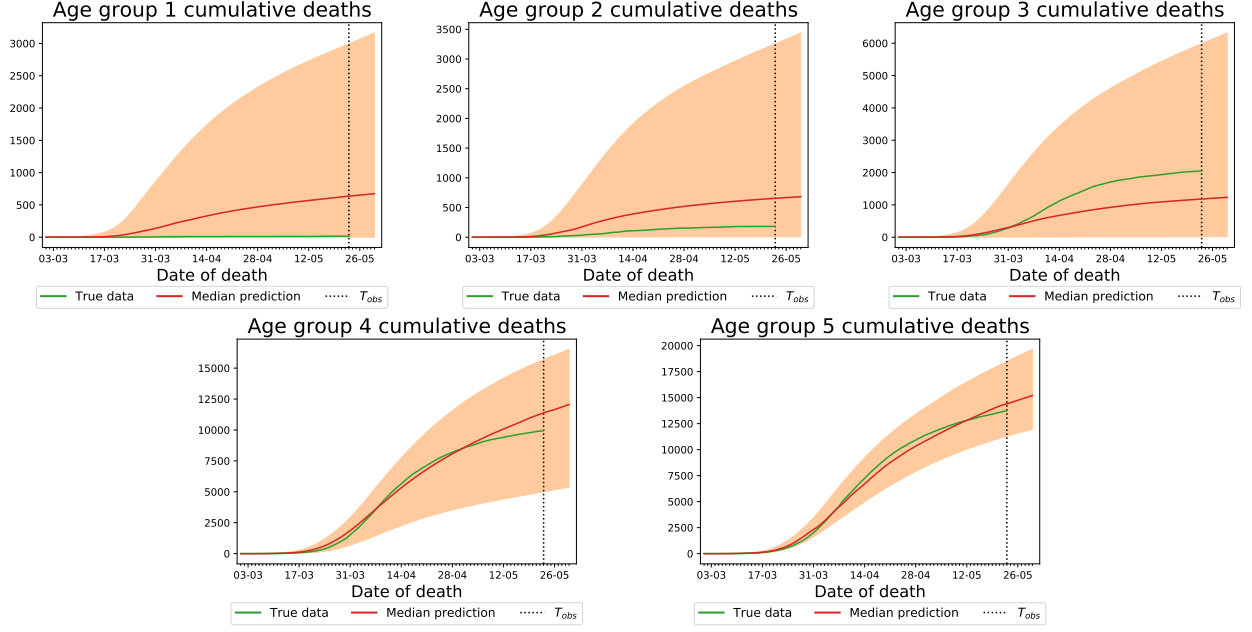 Age group 1 cumulative deaths
3000
2500
2000
1500
1000
500
0
03-03 17-03 31-03 14-04 28-04 12-05 26-05
Date of death
True data Median prediction T_obs
Age group 2 cumulative deaths
3500
3000
2500
2000
1500
1000
500
0
03-03 17-03 31-03 14-04 28-04 12-05 26-05
Date of death
True data Median prediction T_obs
Age group 3 cumulative deaths
6000
5000
4000
3000
2000
1000
0
03-03 17-03 31-03 14-04 28-04 12-05 26-05
Date of death
True data Median prediction T_obs
Age group 4 cumulative deaths
15000
12500
10000
7500
5000
2500
0
03-03 17-03 31-03 14-04 28-04 12-05 26-05
Date of death
True data Median prediction T_obs
Age group 5 cumulative deaths
20000
17500
15000
12500
10000
7500
5000
2500
0
03-03 17-03 31-03 14-04 28-04 12-05 26-05
Date of death
True data Median prediction T_obs